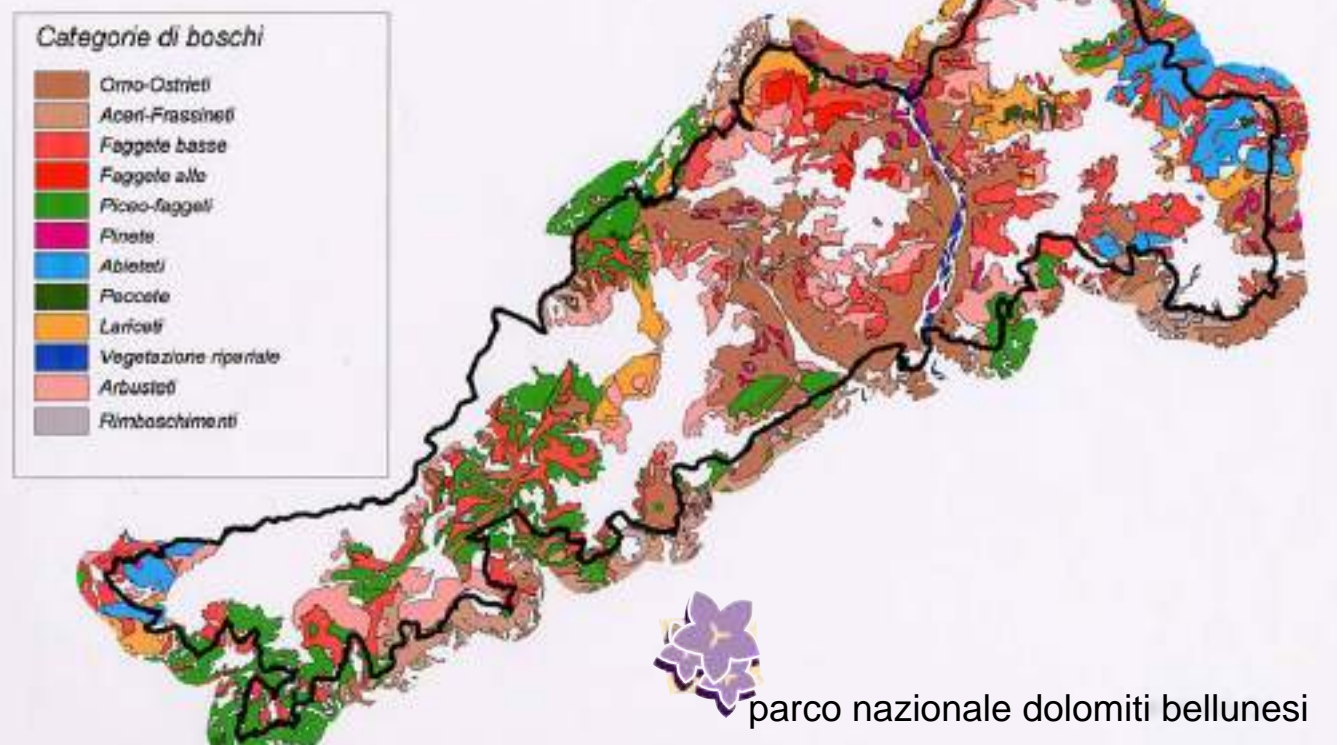 Categorie di boschi
Orno-Ostrieti
Aceri-Frassineti
Faggete basse
Faggete alte
Piceo-faggeti
Pinete
Abieteti
Peccete
Lariceti
Vegetazione ripariale
Arbusteti
Rimboschimenti
parco nazionale dolomiti bellunesi